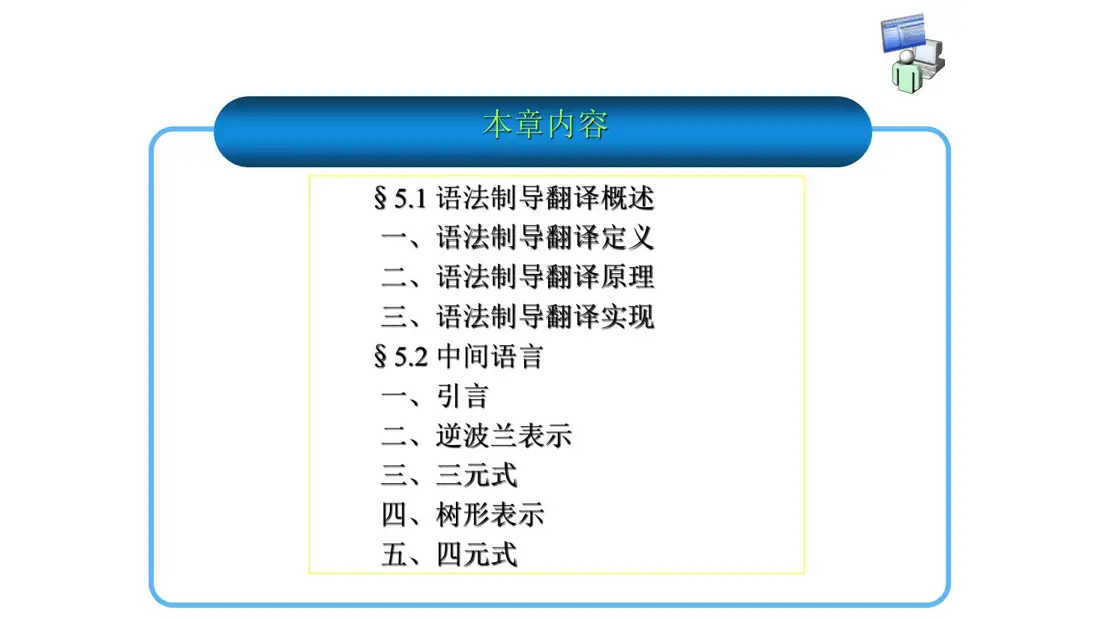 本章内容
§5.1 语法制导翻译概述
一、语法制导翻译定义
二、语法制导翻译原理
三、语法制导翻译实现
§5.2 中间语言
一、引言
二、逆波兰表示
三、三元式
四、树形表示
五、四元式